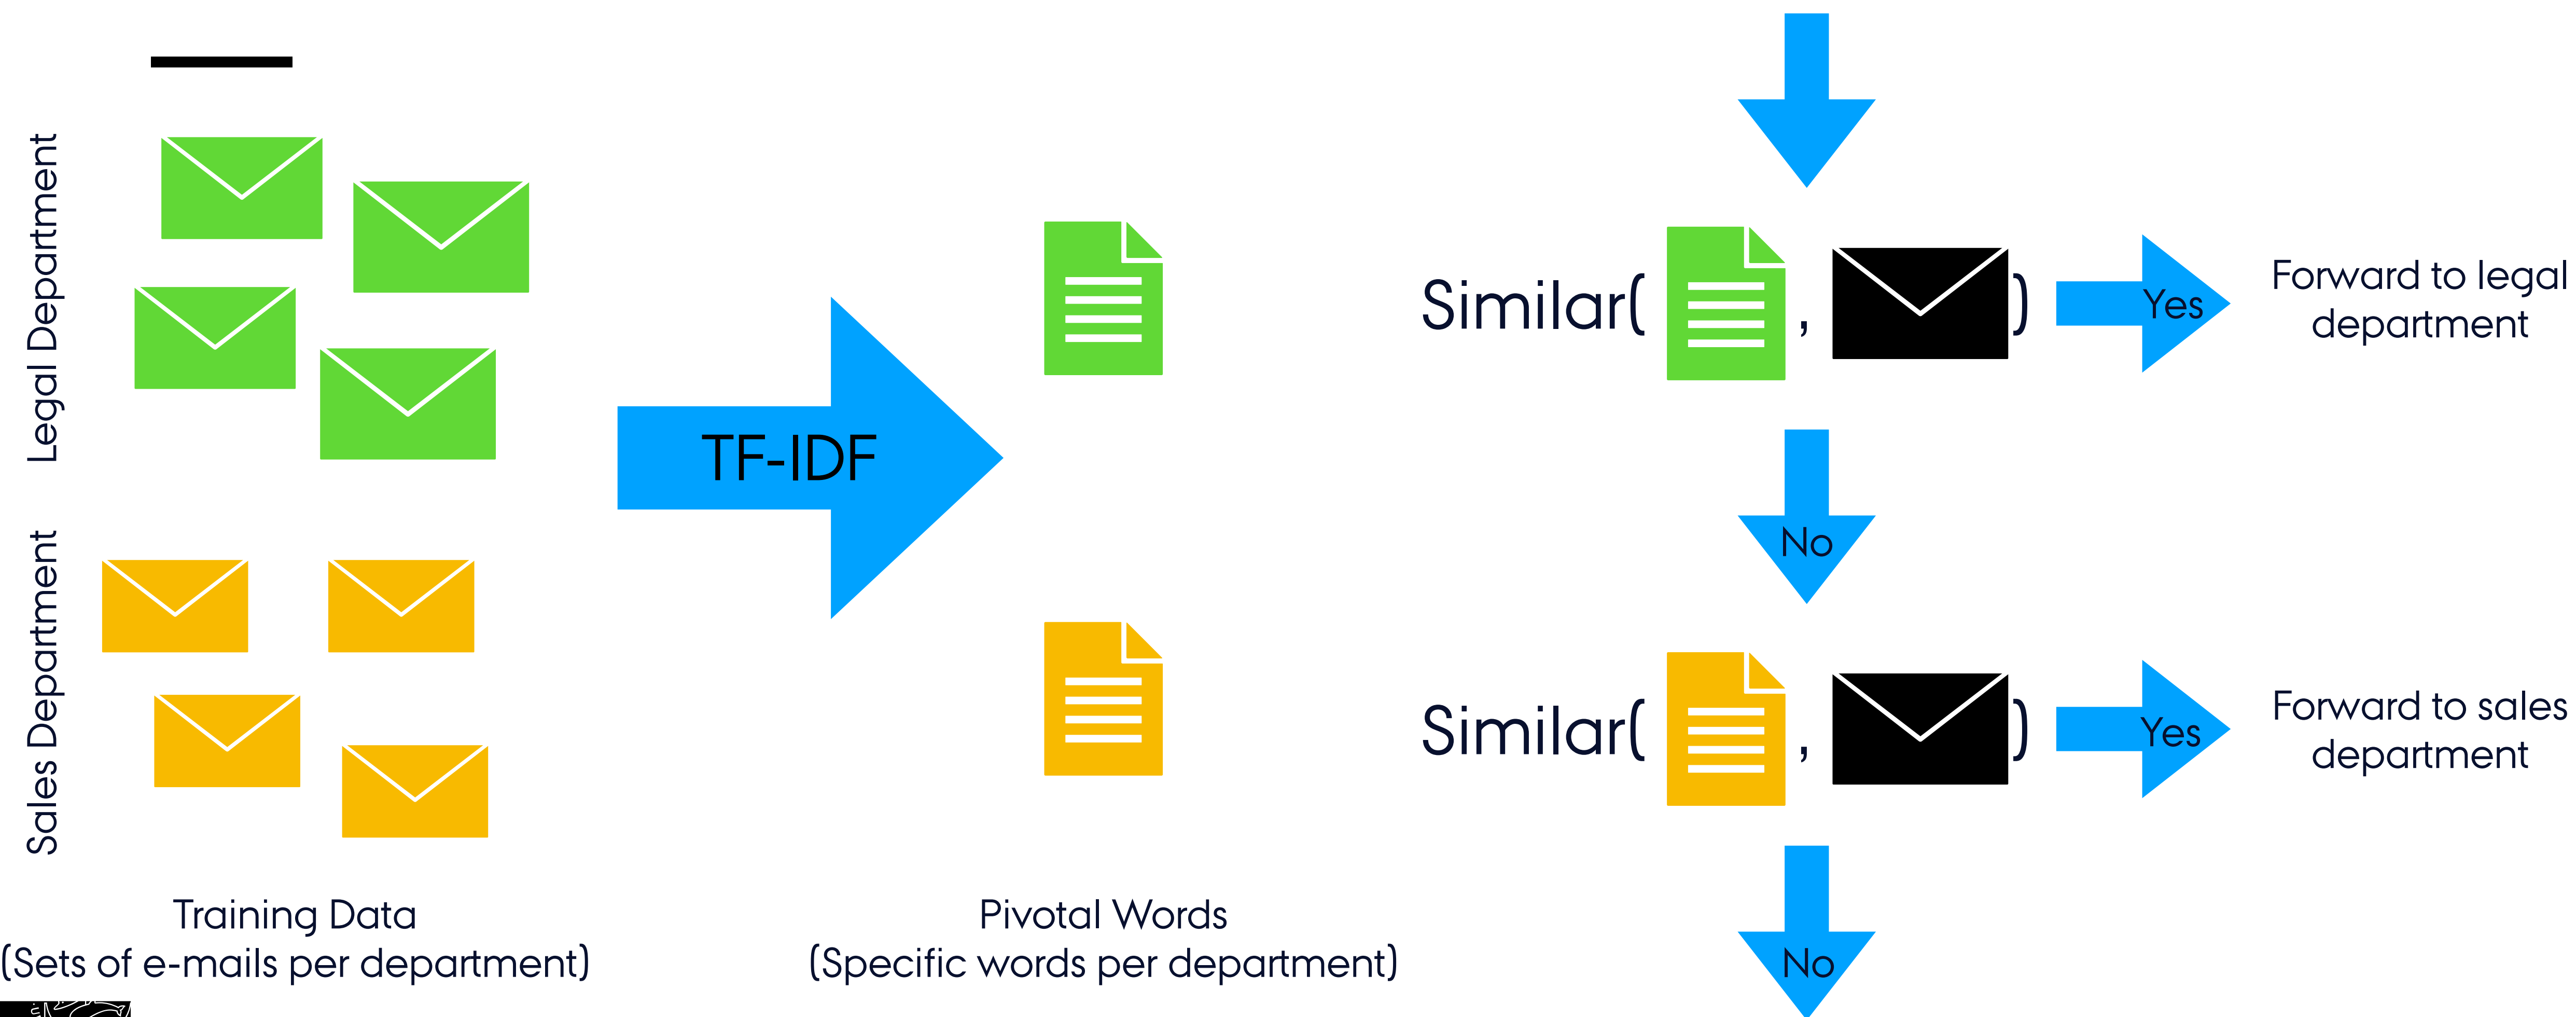 Legal Department
Sales Department
Training Data
(Sets of e-mails per department)
TF-IDF
Pivotal Words
(Specific words per department)
Similar( , )
Yes
Forward to legal
department
No
Similar( , )
Yes
Forward to sales
department
No